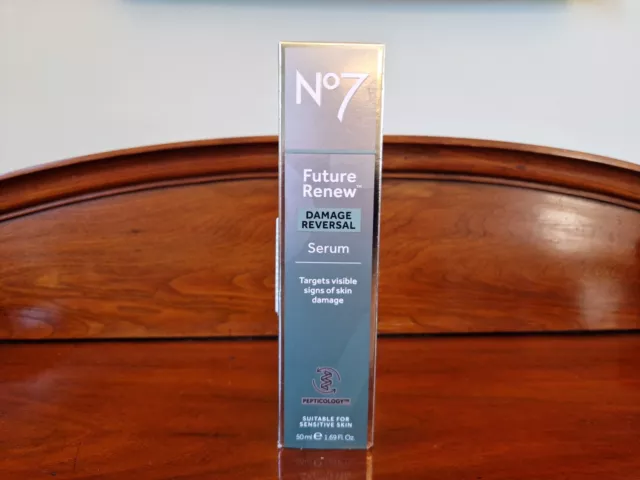 No7
Future
Renew™
DAMAGE
REVERSAL
Serum
Targets visible
signs of skin
damage
PEPTICOLOGY™
SUITABLE FOR
SENSITIVE SKIN
50ml ℮ 1.69 Fl. Oz.